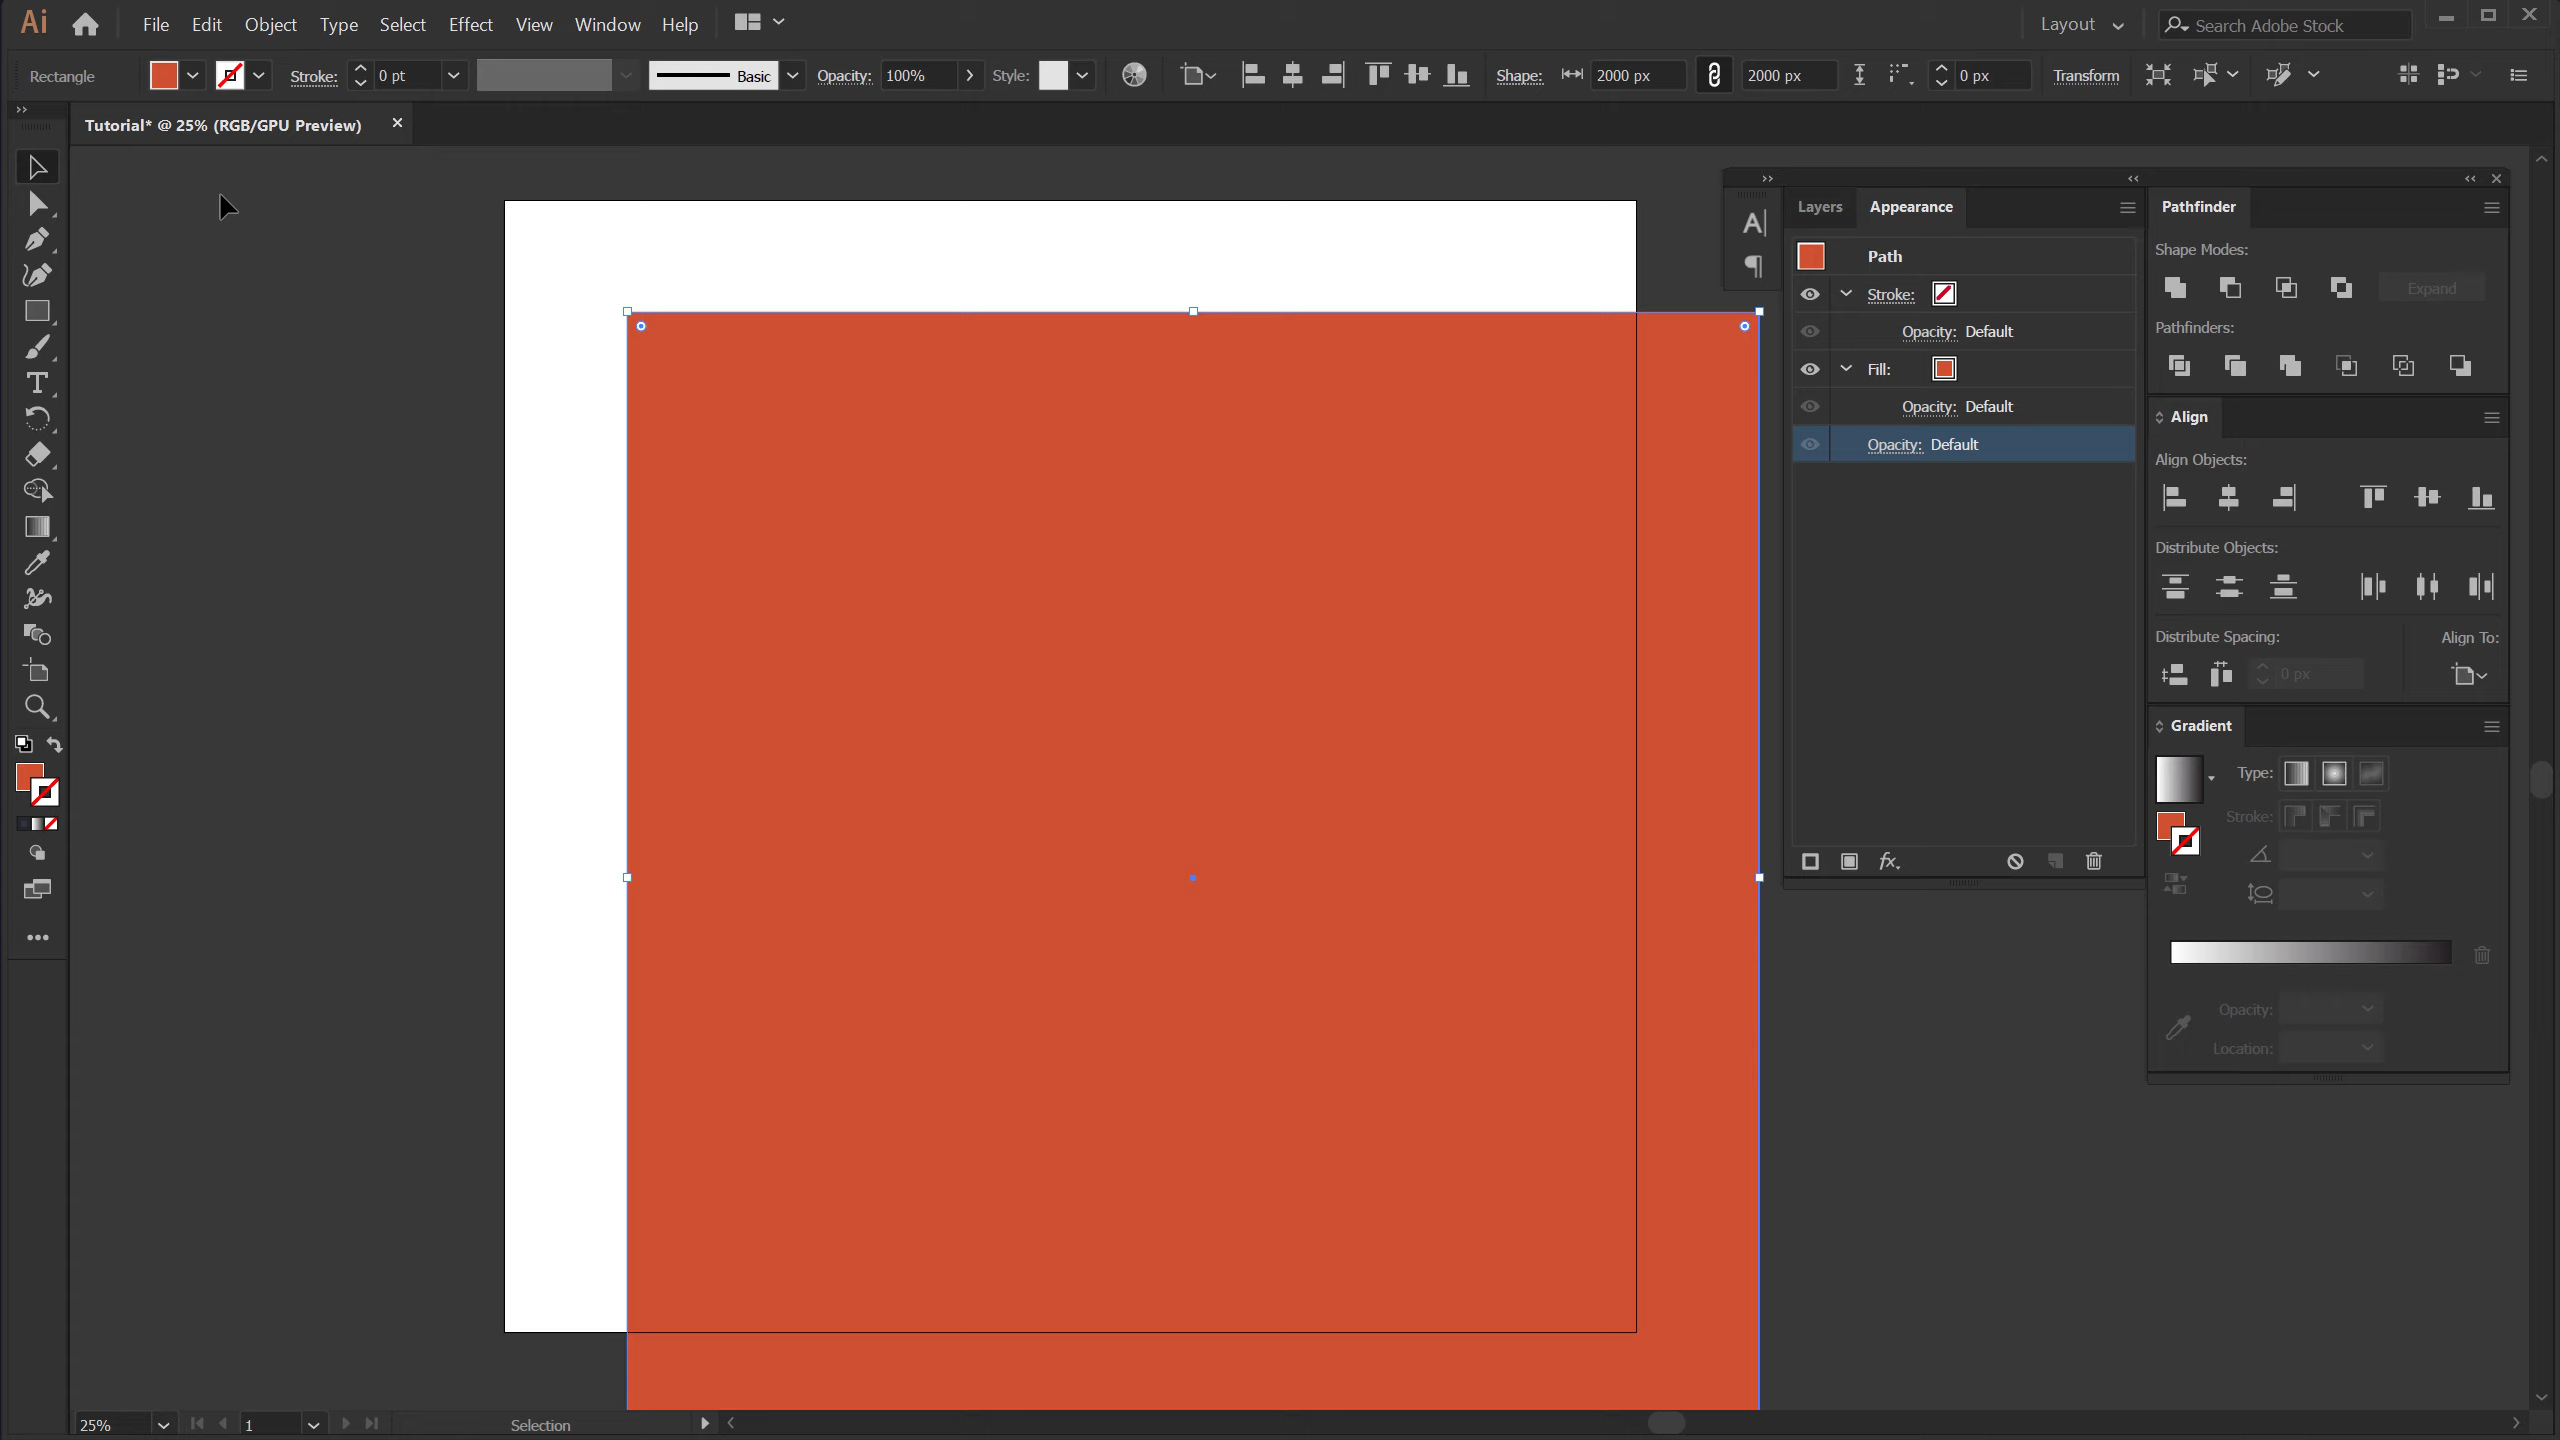 Ai File Edit Object Type Select Effect View Window Help Layout Search Adobe Stock
Rectangle Stroke: 0 pt Basic Opacity: 100% Style: Shape: 2000 px 2000 px 0 px Transform
Tutorial* @ 25% (RGB/GPU Preview)
Layers Appearance
Path
Stroke:
Opacity: Default
Fill:
Opacity: Default
Opacity: Default
fx
Pathfinder
Shape Modes:
Expand
Pathfinders:
Align
Align Objects:
Distribute Objects:
Distribute Spacing: Align To:
0 px
Gradient
Type:
Stroke:
Opacity:
Location:
25% 1 Selection